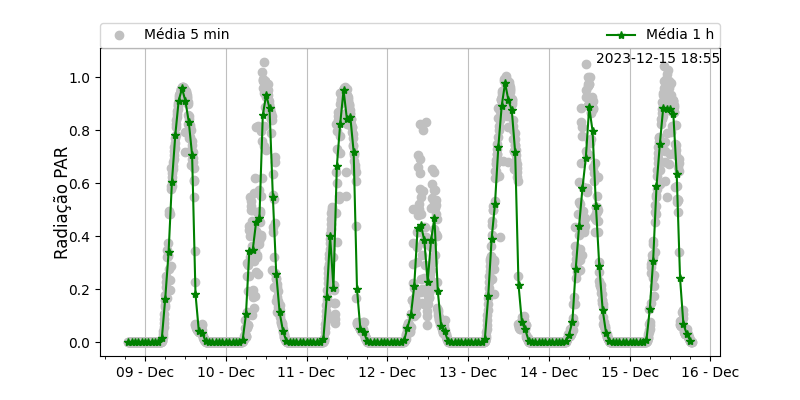 Média 5 min Média 1 h
2023-12-15 18:55
Radiação PAR
1.0
0.8
0.6
0.4
0.2
0.0
09 - Dec 10 - Dec 11 - Dec 12 - Dec 13 - Dec 14 - Dec 15 - Dec 16 - Dec